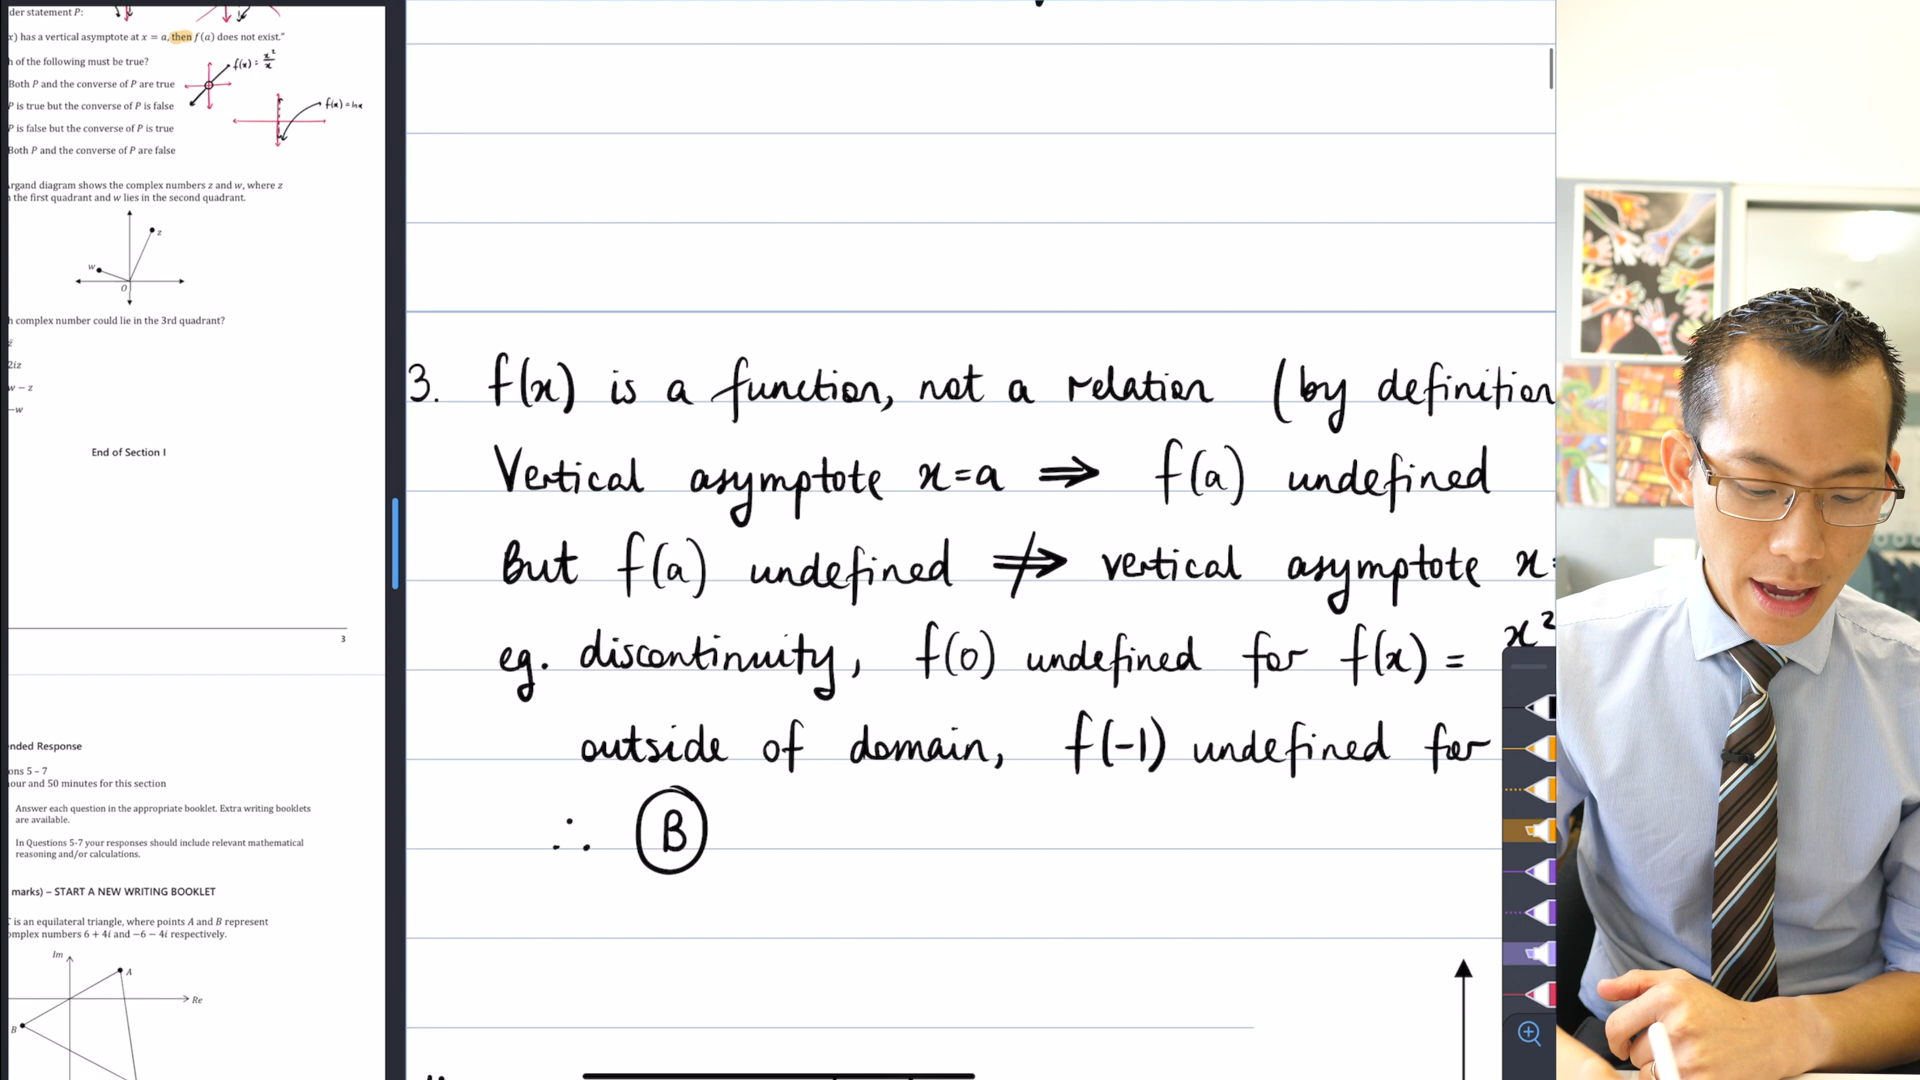 der statement P:
x) has a vertical asymptote at x = a, then f(a) does not exist."
h of the following must be true?
Both P and the converse of P are true
P is true but the converse of P is false
P is false but the converse of P is true
Both P and the converse of P are false
f(x) = x²/x
f(x) = ln x
Argand diagram shows the complex numbers z and w, where z
the first quadrant and w lies in the second quadrant.
z
w
O
h complex number could lie in the 3rd quadrant?
2iz
w − z
−w
End of Section I
3
nded Response
ons 5 – 7
our and 50 minutes for this section
Answer each question in the appropriate booklet. Extra writing booklets
are available.
In Questions 5-7 your responses should include relevant mathematical
reasoning and/or calculations.
marks) – START A NEW WRITING BOOKLET
is an equilateral triangle, where points A and B represent
omplex numbers 6 + 4i and −6 − 4i respectively.
Im
A
Re
B
3. f(x) is a function, not a relation (by definition
Vertical asymptote x=a ⇒ f(a) undefined
But f(a) undefined ⇏ vertical asymptote x=
eg. discontinuity, f(0) undefined for f(x) = x²
outside of domain, f(-1) undefined for
∴ B